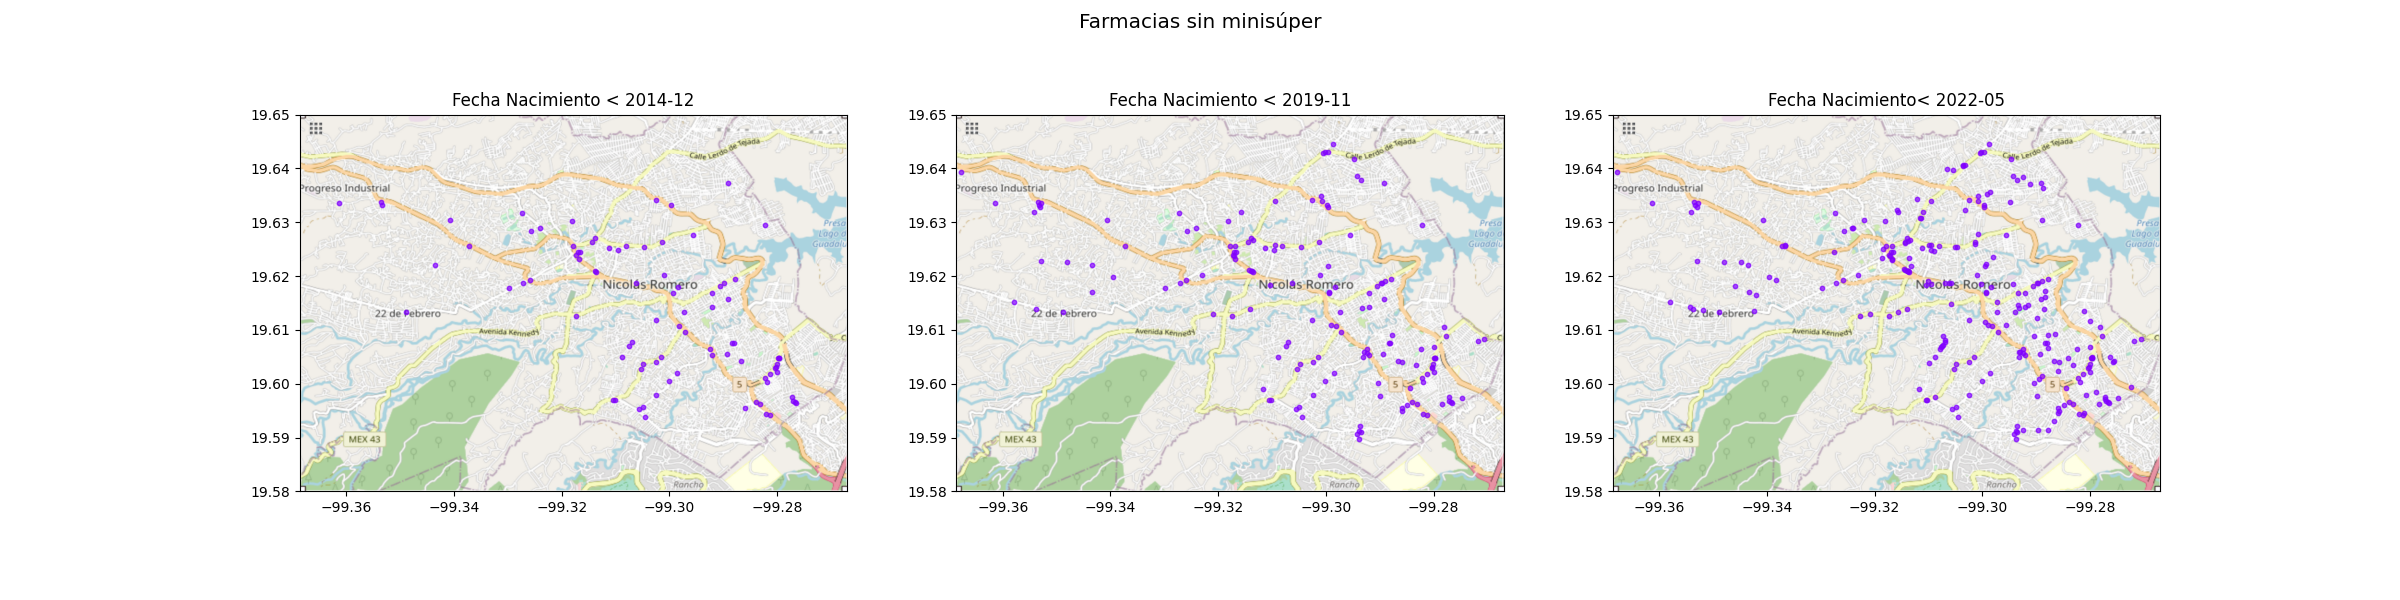 Farmacias sin minisúper
Fecha Nacimiento < 2014-12
19.65
19.64
19.63
19.62
19.61
19.60
19.59
19.58
−99.36 −99.34 −99.32 −99.30 −99.28
Calle Lerdo de Tejada
Progreso Industrial
Presa
Lago d
Guadalu
Nicolás Romero
22 de Febrero
Avenida Kennedy
5
MEX 43
Rancho
Fecha Nacimiento < 2019-11
19.65
19.64
19.63
19.62
19.61
19.60
19.59
19.58
−99.36 −99.34 −99.32 −99.30 −99.28
Calle Lerdo de Tejada
Progreso Industrial
Presa
Lago d
Guadalu
Nicolás Romero
22 de Febrero
Avenida Kennedy
5
MEX 43
Rancho
Fecha Nacimiento< 2022-05
19.65
19.64
19.63
19.62
19.61
19.60
19.59
19.58
−99.36 −99.34 −99.32 −99.30 −99.28
Calle Lerdo de Tejada
Progreso Industrial
Presa
Lago d
Guadalu
Nicolás Romero
22 de Febrero
Avenida Kennedy
5
MEX 43
Rancho